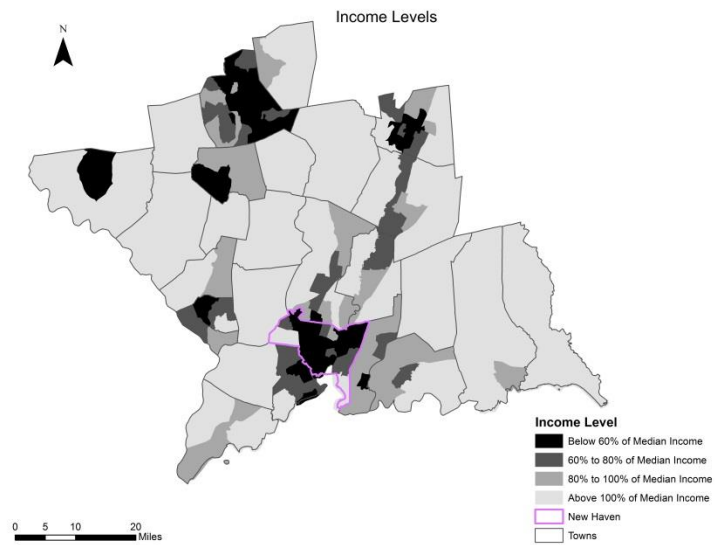 Income Levels
N
Income Level
Below 60% of Median Income
60% to 80% of Median Income
80% to 100% of Median Income
Above 100% of Median Income
New Haven
Towns
0 5 10 20
Miles